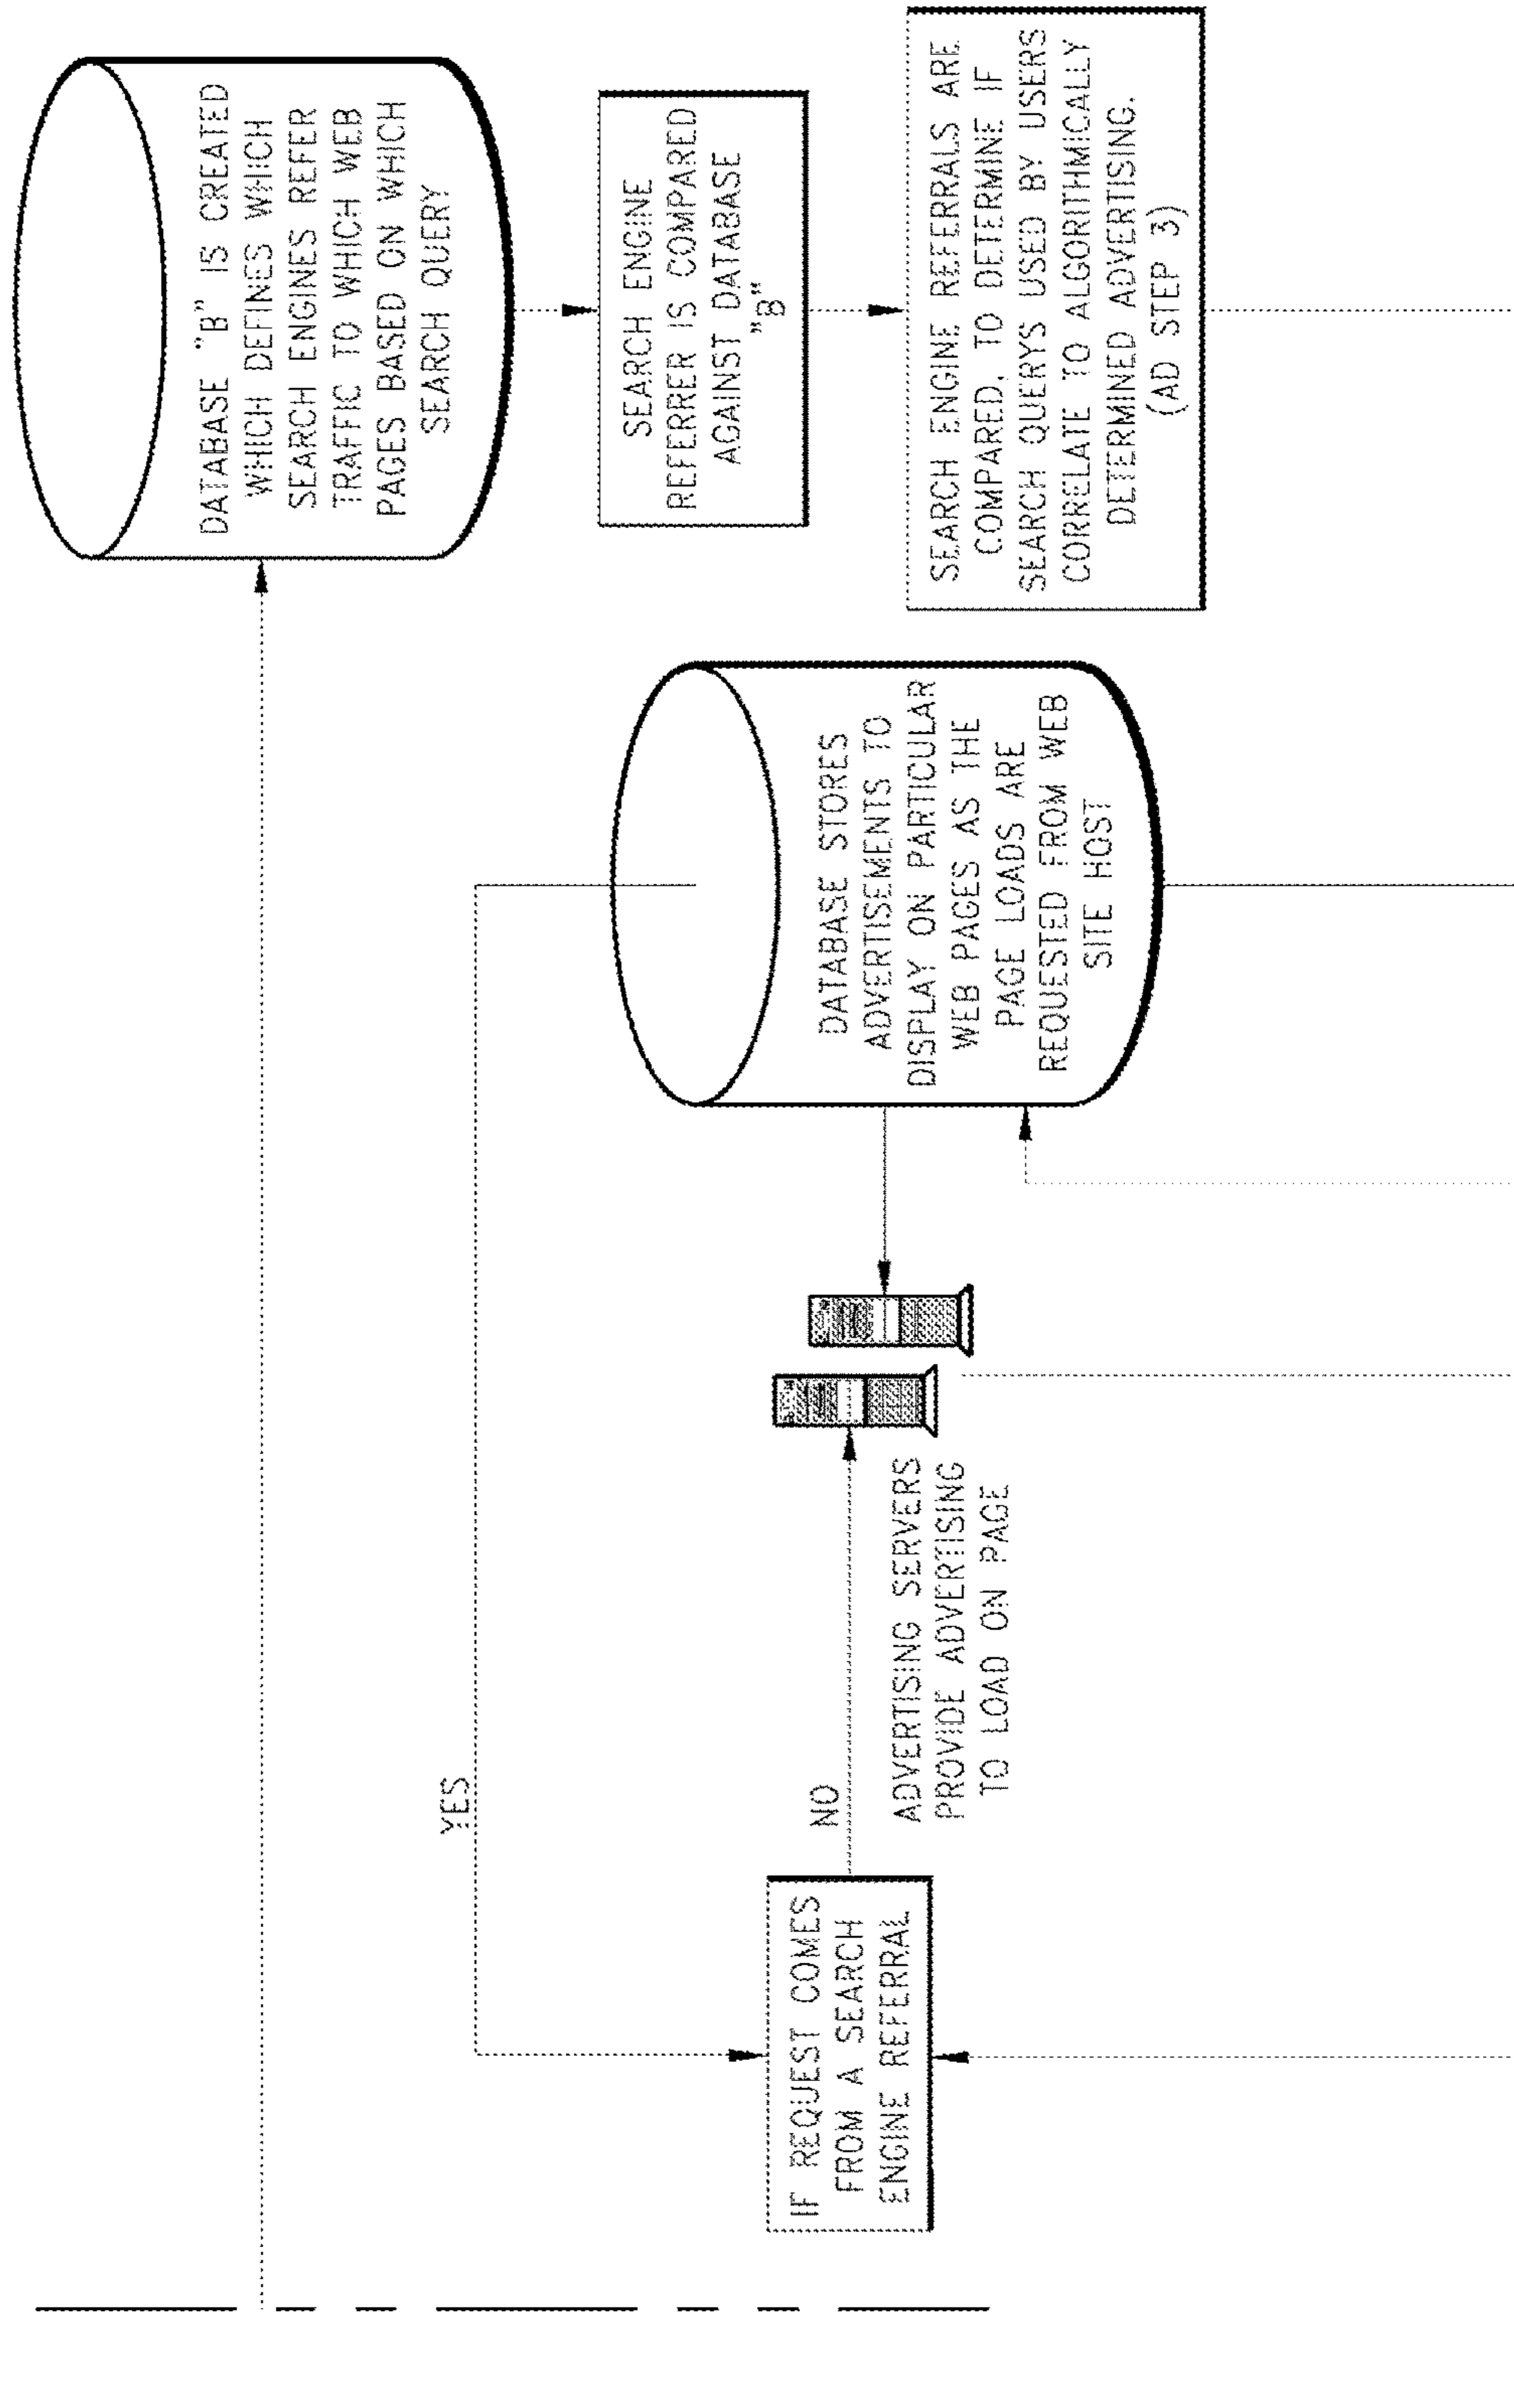 DATABASE "B" IS CREATED
WHICH DEFINES WHICH
SEARCH ENGINES REFER
TRAFFIC TO WHICH WEB
PAGES BASED ON WHICH
SEARCH QUERY
SEARCH ENGINE
REFERRER IS COMPARED
AGAINST DATABASE
"B"
SEARCH ENGINE REFERRALS ARE
COMPARED, TO DETERMINE IF
SEARCH QUERYS USED BY USERS
CORRELATE TO ALGORITHMICALLY
DETERMINED ADVERTISING.
(AD STEP 3)
DATABASE STORES
ADVERTISEMENTS TO
DISPLAY ON PARTICULAR
WEB PAGES AS THE
PAGE LOADS ARE
REQUESTED FROM WEB
SITE HOST
YES
NO
ADVERTISING SERVERS
PROVIDE ADVERTISING
TO LOAD ON PAGE
IF REQUEST COMES
FROM A SEARCH
ENGINE REFERRAL